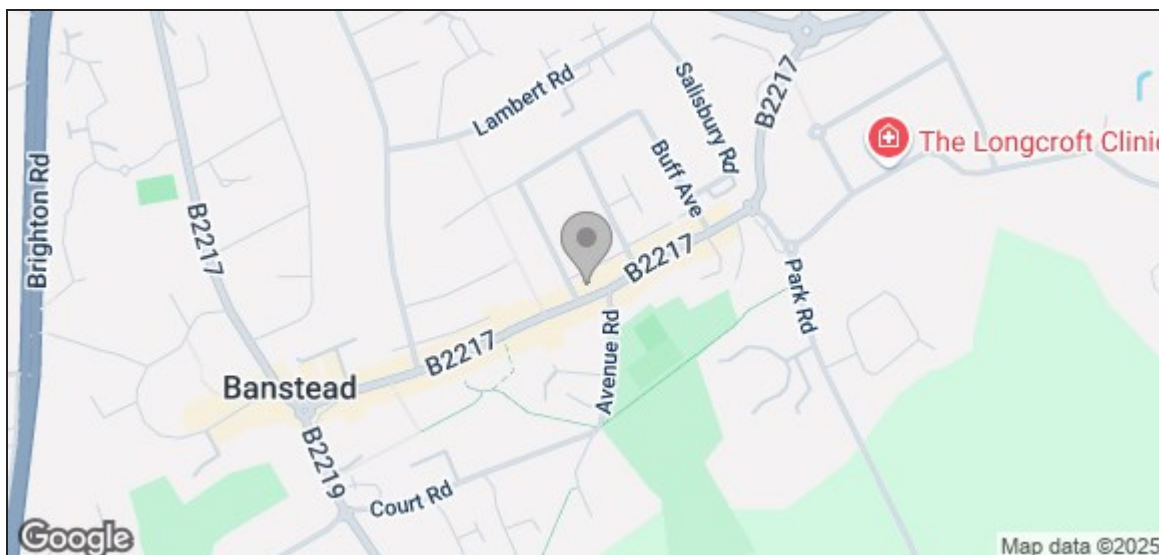 Lambert Rd
Salisbury Rd
B2217
The Longcroft Clinic
Buff Ave
Brighton Rd
B2217
B2217
Park Rd
Avenue Rd
B2217
Banstead
B2219
Court Rd
Google
Map data ©2025